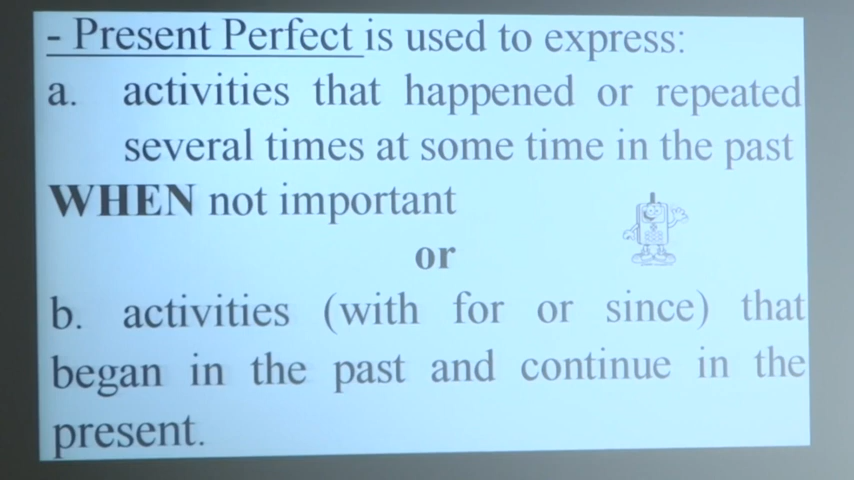 - Present Perfect is used to express:
a. activities that happened or repeated
several times at some time in the past
WHEN not important
or
b. activities (with for or since) that
began in the past and continue in the
present.